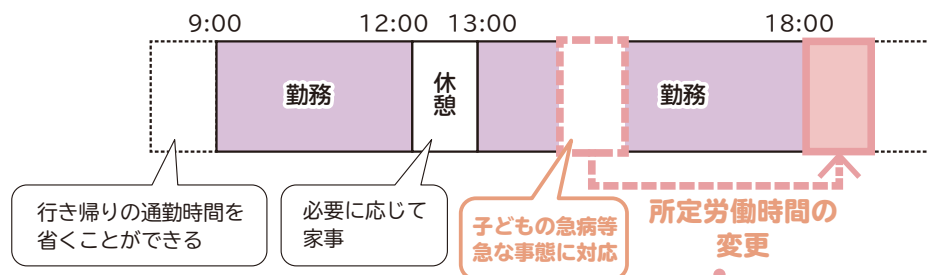 9:00
12:00
13:00
18:00
勤務
休憩
勤務
行き帰りの通勤時間を
省くことができる
必要に応じて
家事
子どもの急病等
急な事態に対応
所定労働時間の
変更